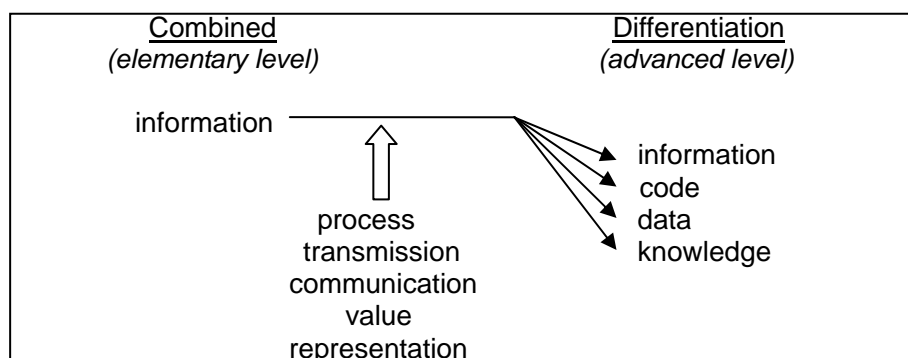 Combined
(elementary level)
Differentiation
(advanced level)
information
process
transmission
communication
value
representation
information
code
data
knowledge